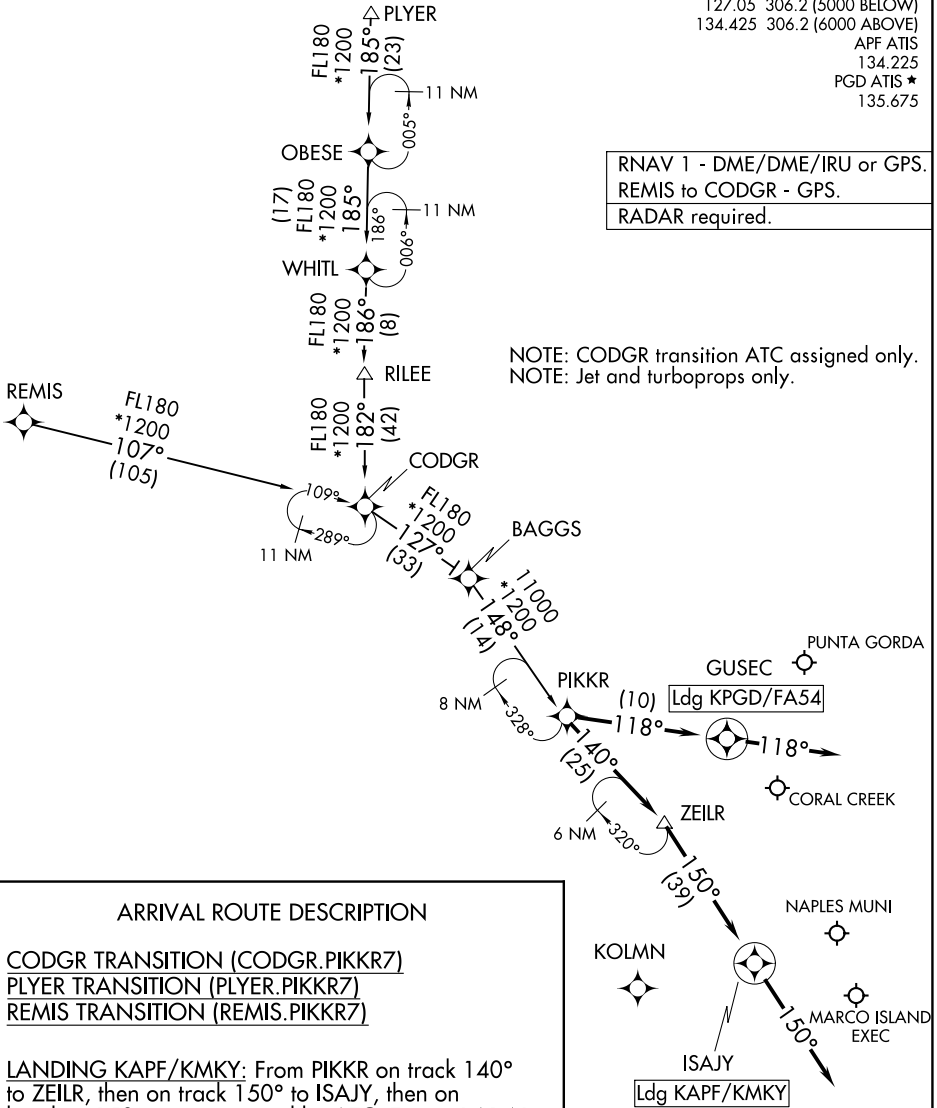 127.05 306.2 (5000 BELOW)
134.425 306.2 (6000 ABOVE)
APF ATIS
134.225
PGD ATIS ★
135.675
RNAV 1 - DME/DME/IRU or GPS.
REMIS to CODGR - GPS.
RADAR required.
NOTE: CODGR transition ATC assigned only.
NOTE: Jet and turboprops only.
PLYER
FL180
*1200
185°
(23)
11 NM
005°
OBESE
(17)
FL180
*1200
185°
186°
11 NM
006°
WHITL
FL180
*1200
186°
(8)
RILEE
FL180
*1200
182°
(42)
REMIS
FL180
*1200
107°
(105)
CODGR
109°
289°
11 NM
FL180
*1200
127°
(33)
BAGGS
11000
*1200
148°
(14)
PIKKR
8 NM
328°
(10)
118°
GUSEC
Ldg KPGD/FA54
118°
PUNTA GORDA
CORAL CREEK
140°
(25)
ZEILR
6 NM
320°
150°
(39)
NAPLES MUNI
KOLMN
MARCO ISLAND
EXEC
150°
ISAJY
Ldg KAPF/KMKY
ARRIVAL ROUTE DESCRIPTION
CODGR TRANSITION (CODGR.PIKKR7)
PLYER TRANSITION (PLYER.PIKKR7)
REMIS TRANSITION (REMIS.PIKKR7)
LANDING KAPF/KMKY: From PIKKR on track 140°
to ZEILR, then on track 150° to ISAJY, then on